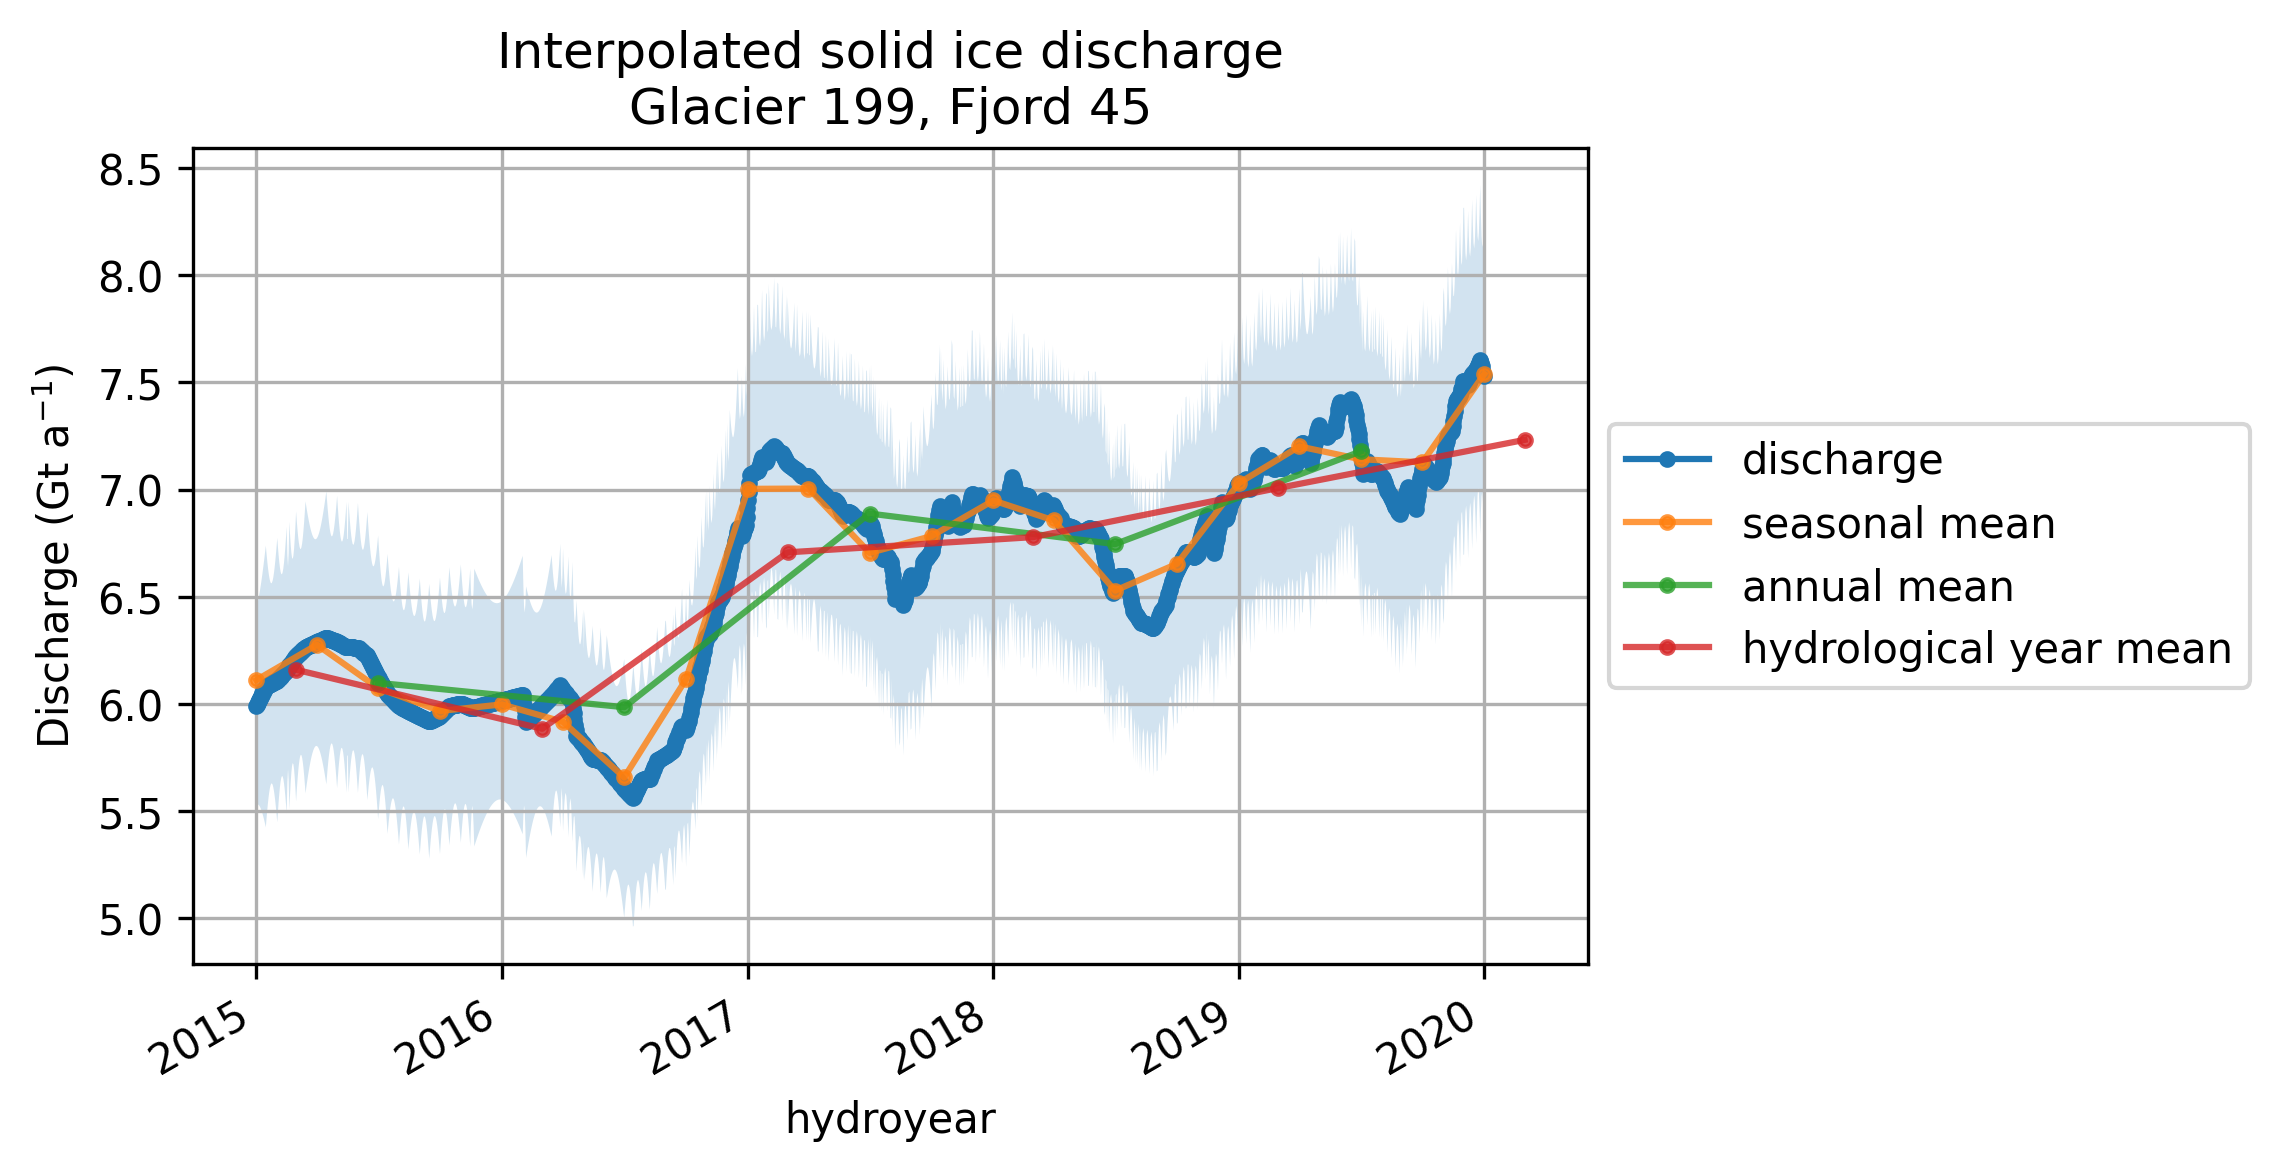 Interpolated solid ice discharge
Glacier 199, Fjord 45
8.5
8.0
7.5
7.0
6.5
6.0
5.5
5.0
Discharge (Gt a⁻¹)
2015
2016
2017
2018
2019
2020
hydroyear
discharge
seasonal mean
annual mean
hydrological year mean